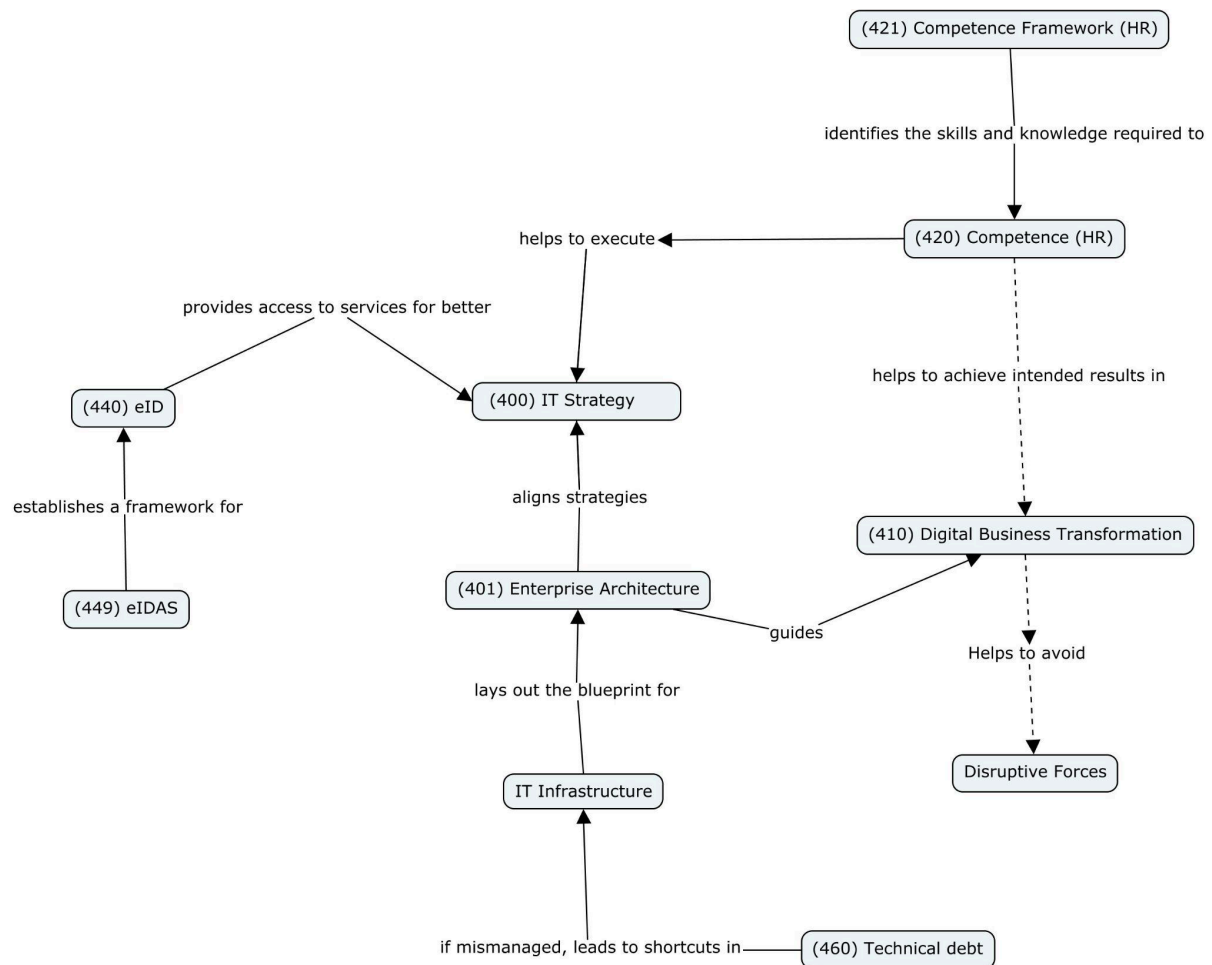 (421) Competence Framework (HR)
identifies the skills and knowledge required to
(420) Competence (HR)
helps to execute
provides access to services for better
helps to achieve intended results in
(440) eID
(400) IT Strategy
aligns strategies
establishes a framework for
(410) Digital Business Transformation
(401) Enterprise Architecture
(449) eIDAS
guides
Helps to avoid
lays out the blueprint for
Disruptive Forces
IT Infrastructure
if mismanaged, leads to shortcuts in
(460) Technical debt